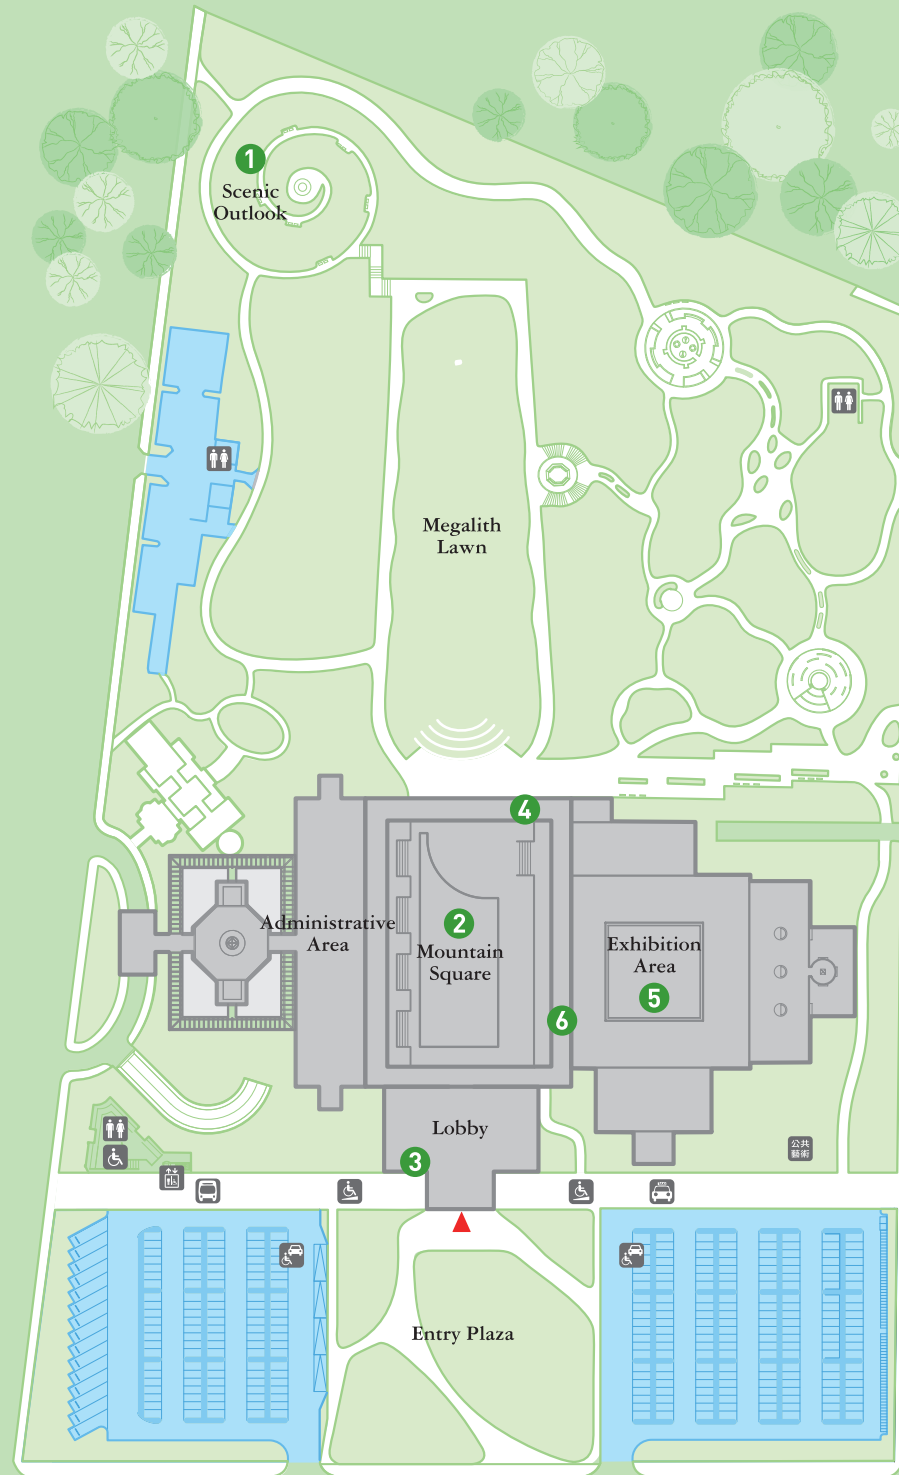 1
Scenic
Outlook
Megalith
Lawn
4
Administrative
Area
2
Mountain
Square
Exhibition
Area
5
6
Lobby
3
公共
藝術
Entry Plaza